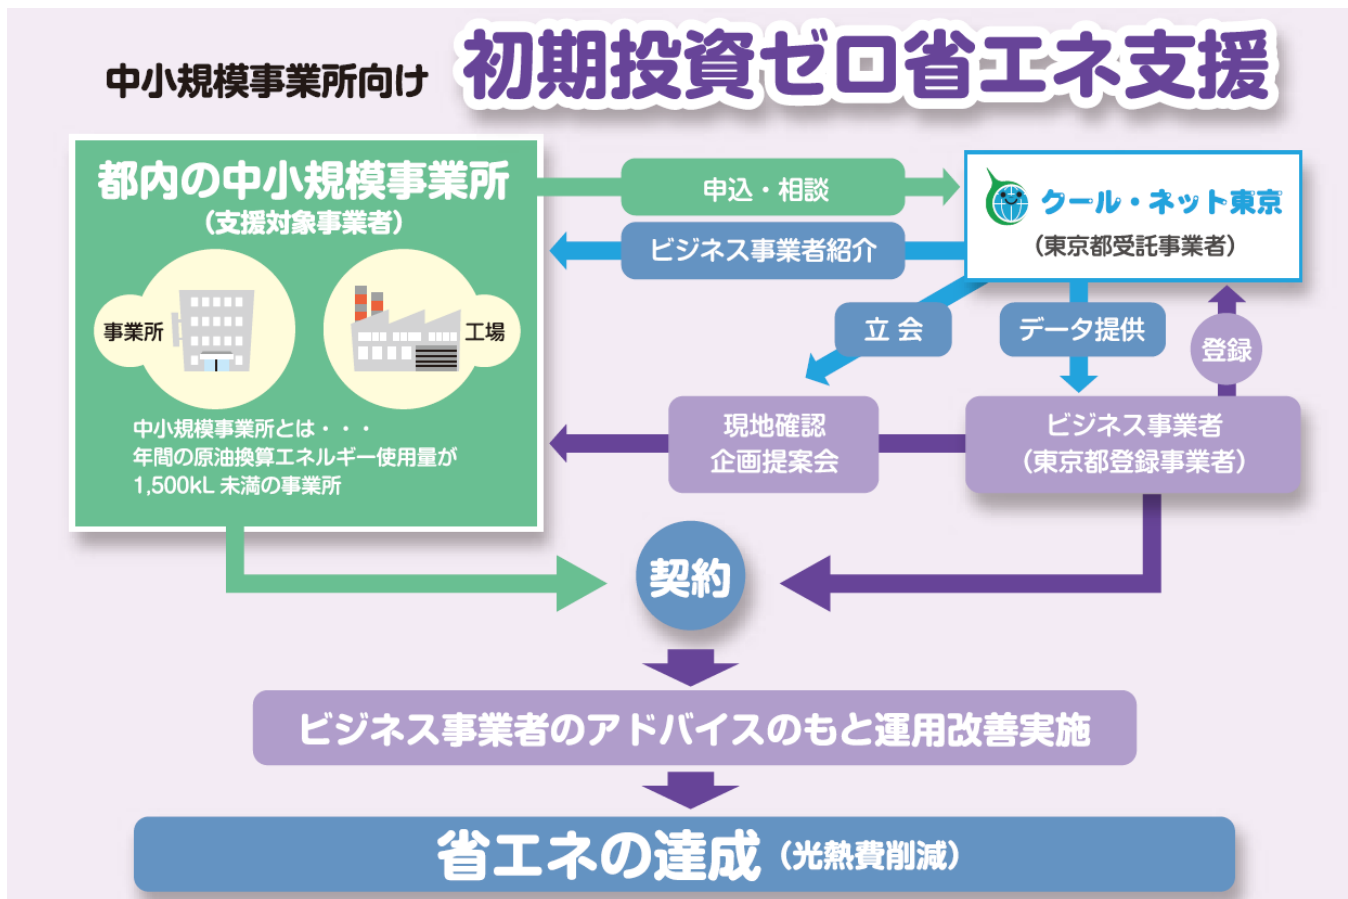 中小規模事業所向け 初期投資ゼロ省エネ支援
都内の中小規模事業所
（支援対象事業者）
事業所
工場
中小規模事業所とは・・・
年間の原油換算エネルギー使用量が
1,500kL 未満の事業所
申込・相談
ビジネス事業者紹介
クール・ネット東京
（東京都受託事業者）
立 会
データ提供
登録
現地確認
企画提案会
ビジネス事業者
（東京都登録事業者）
契約
ビジネス事業者のアドバイスのもと運用改善実施
省エネの達成（光熱費削減）